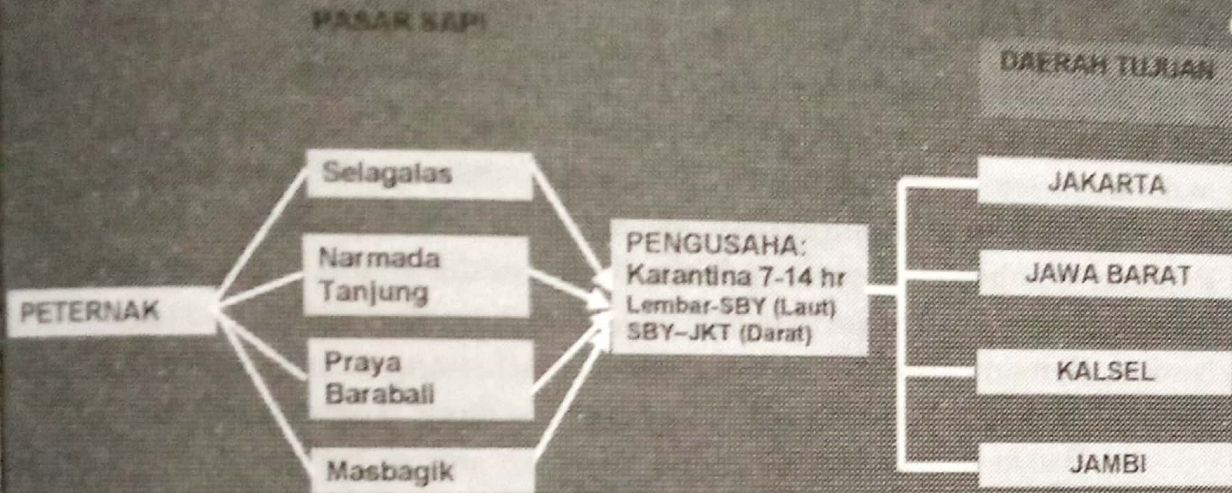 PASAR SAPI
DAERAH TUJUAN
PETERNAK
Selagalas
Narmada
Tanjung
Praya
Barabali
Masbagik
PENGUSAHA:
Karantina 7-14 hr
Lembar-SBY (Laut)
SBY–JKT (Darat)
JAKARTA
JAWA BARAT
KALSEL
JAMBI